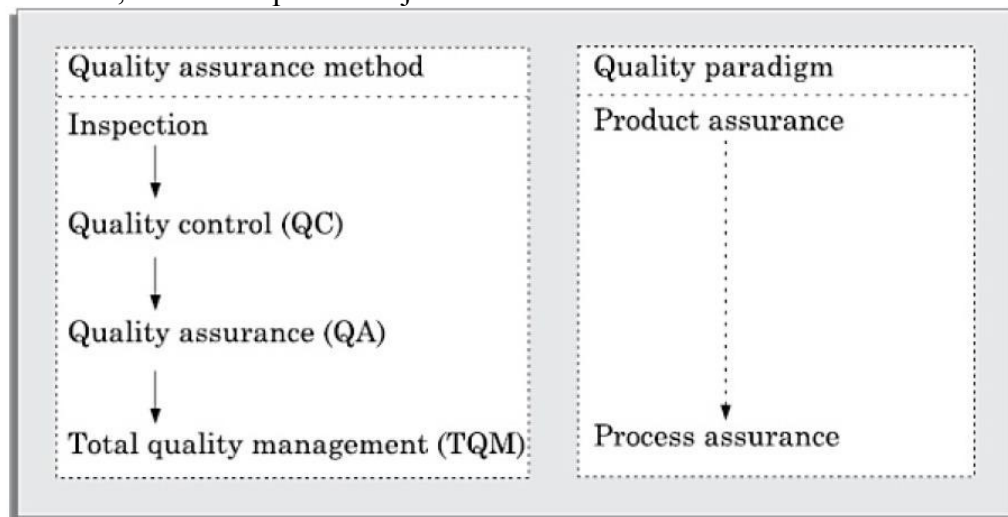 Quality assurance method
Inspection
Quality control (QC)
Quality assurance (QA)
Total quality management (TQM)
Quality paradigm
Product assurance
Process assurance